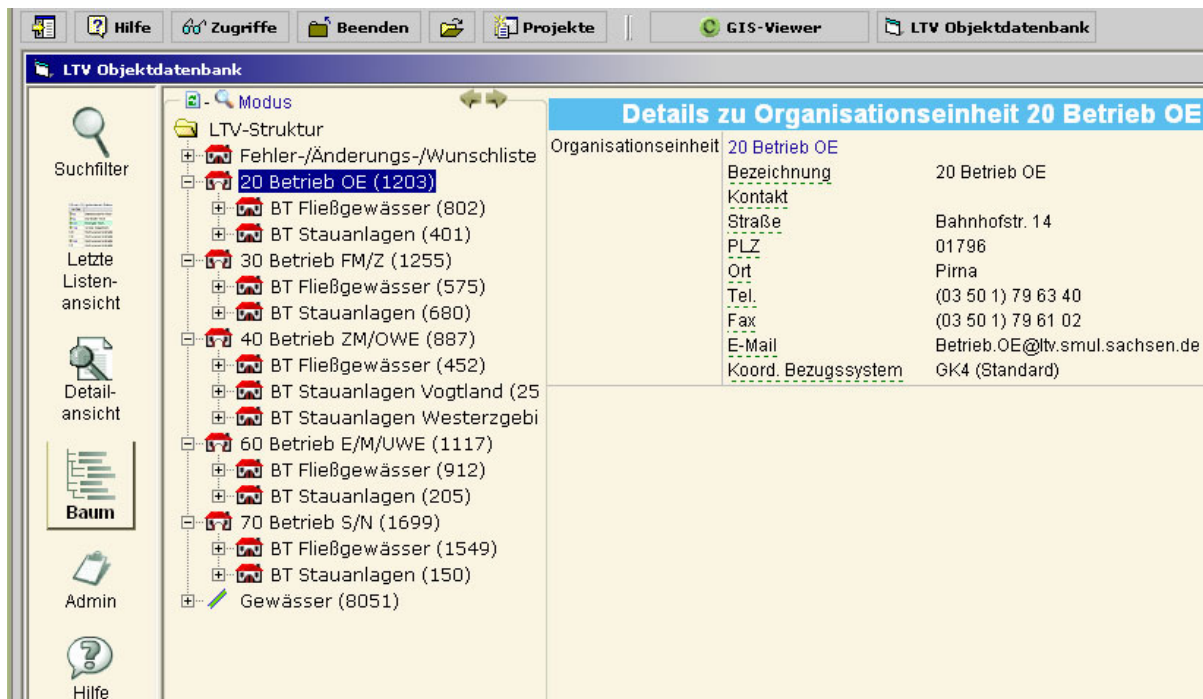 Hilfe Zugriffe Beenden Projekte GIS-Viewer LTV Objektdatenbank
LTV Objektdatenbank
Suchfilter
Letzte
Listen-
ansicht
Detail-
ansicht
Baum
Admin
Hilfe
- Modus
LTV-Struktur
Fehler-/Änderungs-/Wunschliste
20 Betrieb OE (1203)
BT Fließgewässer (802)
BT Stauanlagen (401)
30 Betrieb FM/Z (1255)
BT Fließgewässer (575)
BT Stauanlagen (680)
40 Betrieb ZM/OWE (887)
BT Fließgewässer (452)
BT Stauanlagen Vogtland (25
BT Stauanlagen Westerzgebi
60 Betrieb E/M/UWE (1117)
BT Fließgewässer (912)
BT Stauanlagen (205)
70 Betrieb S/N (1699)
BT Fließgewässer (1549)
BT Stauanlagen (150)
Gewässer (8051)
Details zu Organisationseinheit 20 Betrieb OE
Organisationseinheit 20 Betrieb OE
Bezeichnung 20 Betrieb OE
Kontakt
Straße Bahnhofstr. 14
PLZ 01796
Ort Pirna
Tel. (03 50 1) 79 63 40
Fax (03 50 1) 79 61 02
E-Mail Betrieb.OE@ltv.smul.sachsen.de
Koord. Bezugssystem GK4 (Standard)